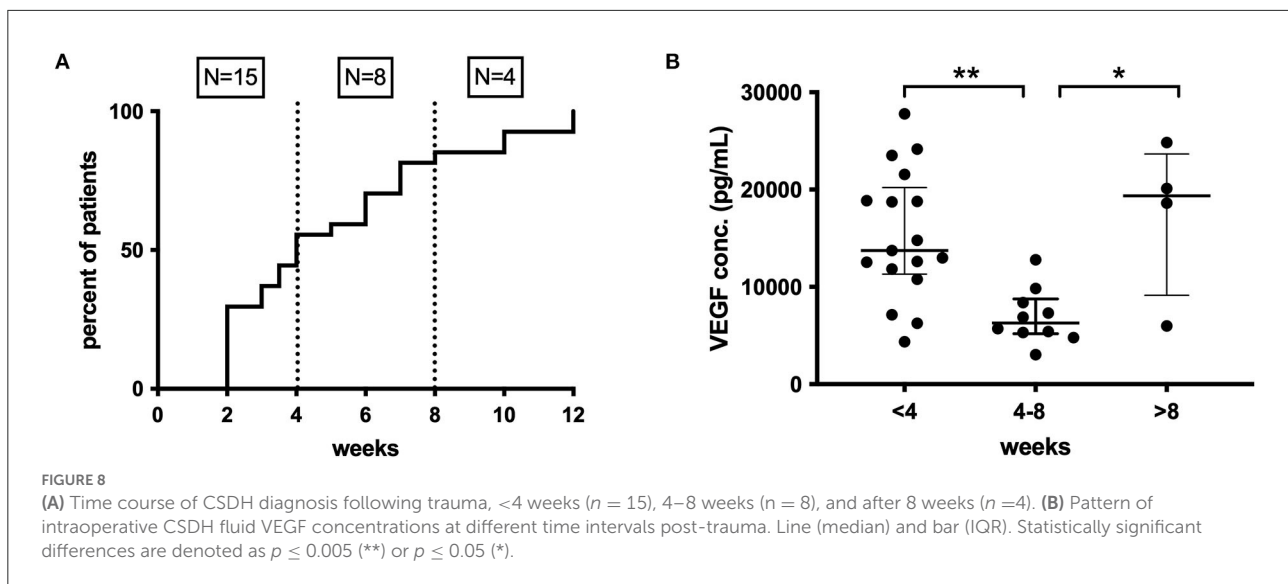 A
N=15
N=8
N=4
100
50
0
percent of patients
0 2 4 6 8 10 12
weeks
B
** *
30000
20000
10000
0
VEGF conc. (pg/mL)
<4 4-8 >8
weeks
FIGURE 8
(A) Time course of CSDH diagnosis following trauma, <4 weeks (n = 15), 4–8 weeks (n = 8), and after 8 weeks (n =4). (B) Pattern of
intraoperative CSDH fluid VEGF concentrations at different time intervals post-trauma. Line (median) and bar (IQR). Statistically significant
differences are denoted as p ≤ 0.005 (**) or p ≤ 0.05 (*).